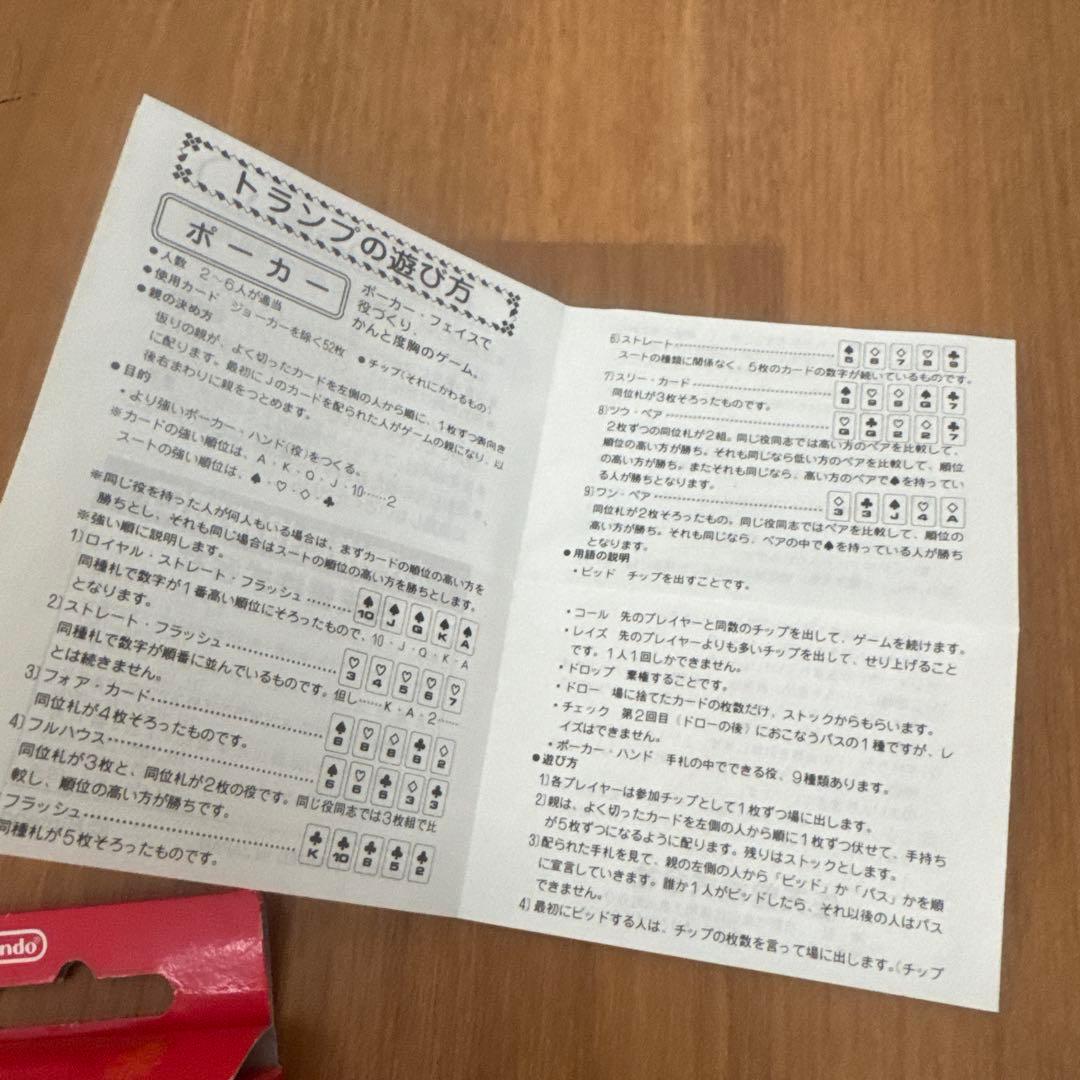 トランプの遊び方
ポーカー
ポーカー・フェイスで
役づくり、
かんと度胸のゲーム。
●人数 2〜6人が適当
●使用カード ジョーカーを除く52枚 ●チップ(それにかわるもの)
●親の決め方
仮りの親が、よく切ったカードを左側の人から順に、1枚ずつ表向き
に配ります。最初にJのカードを配られた人がゲームの親になり、以
後右まわりに親をつとめます。
●目的
・より強いポーカー・ハンド(役)をつくる。
※カードの強い順位は、A・K・Q・J・10……2
スートの強い順位は、♠・♡・♢・♣
※同じ役を持った人が何人もいる場合は、まずカードの順位の高い方を
勝ちとし、それも同じ場合はスートの順位の高い方を勝ちとします。
※強い順に説明します。
1)ロイヤル・ストレート・フラッシュ ……… ♠10 ♠J ♠Q ♠K ♠A
同種札で数字が1番高い順位にそろったもので、10・J・Q・K・A
となります。
2)ストレート・フラッシュ ……… ♡3 ♡4 ♡5 ♡6 ♡7
同種札で数字が順番に並んでいるものです。但し……K・A・2……
とは続きません。
3)フォア・カード ……… ♠8 ♡8 ♢8 ♣8 ♢2
同位札が4枚そろったものです。
4)フルハウス ……… ♠6 ♡6 ♣6 ♢3 ♣3
同位札が3枚と、同位札が2枚の役です。同じ役同志では3枚組で比
較し、順位の高い方が勝ちです。
フラッシュ ……… ♣K ♣10 ♣8 ♣5 ♣2
同種札が5枚そろったものです。
6)ストレート ……… ♠5 ♢6 ♢7 ♡8 ♣9
スートの種類に関係なく、5枚のカードの数字が続いているものです。
7)スリー・カード ……… ♠9 ♡9 ♢9 ♠Q ♣7
同位札が3枚そろったものです。
8)ツウ・ペア ……… ♡Q ♣Q ♡2 ♢2 ♣7
2枚ずつの同位札が2組。同じ役同志では高い方のペアを比較して、
順位の高い方が勝ち。それも同じなら低い方のペアを比較して、順位
の高い方が勝ち。またそれも同じなら、高い方のペアで♠を持ってい
る人が勝ちとなります。
9)ワン・ペア ……… ♢3 ♣3 ♠J ♡4 ♢A
同位札が2枚そろったもの。同じ役同志ではペアを比較して、順位の
高い方が勝ち。それも同じなら、ペアの中で♠を持っている人が勝ち
となります。
●用語の説明
・ビッド チップを出すことです。
・コール 先のプレイヤーと同数のチップを出して、ゲームを続けます。
・レイズ 先のプレイヤーよりも多いチップを出して、せり上げること
です。1人1回しかできません。
・ドロップ 棄権することです。
・ドロー 場に捨てたカードの枚数だけ、ストックからもらいます。
・チェック 第2回目(ドローの後)におこなうパスの1種ですが、レ
イズはできません。
・ポーカー・ハンド 手札の中でできる役、9種類あります。
●遊び方
1)各プレイヤーは参加チップとして1枚ずつ場に出します。
2)親は、よく切ったカードを左側の人から順に1枚ずつ伏せて、手持ち
が5枚ずつになるように配ります。残りはストックとします。
3)配られた手札を見て、親の左側の人から「ビッド」か「パス」かを順
に宣言していきます。誰か1人がビッドしたら、それ以後の人はパス
できません。
4)最初にビッドする人は、チップの枚数を言って場に出します。(チップ
ndo®